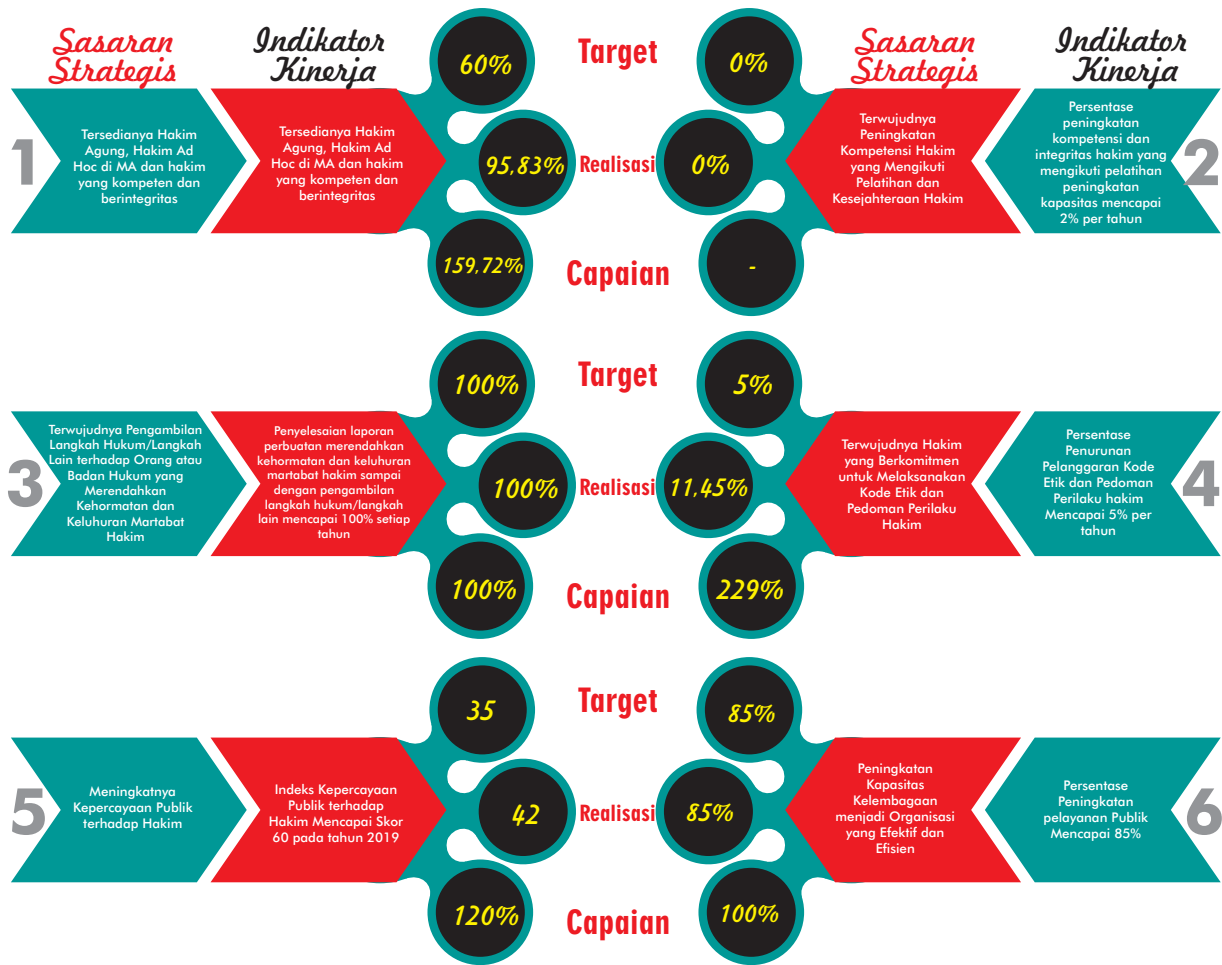 Sasaran
Strategis
Indikator
Kinerja
1
Tersedianya Hakim
Agung, Hakim Ad
Hoc di MA dan hakim
yang kompeten dan
berintegritas
Tersedianya Hakim
Agung, Hakim Ad
Hoc di MA dan hakim
yang kompeten dan
berintegritas
60%
95,83%
159,72%
Target
Realisasi
Capaian
0%
0%
-
Sasaran
Strategis
Indikator
Kinerja
Terwujudnya
Peningkatan
Kompetensi Hakim
yang Mengikuti
Pelatihan dan
Kesejahteraan Hakim
Persentase
peningkatan
kompetensi dan
integritas hakim yang
mengikuti pelatihan
peningkatan
kapasitas mencapai
2% per tahun
2
3
Terwujudnya Pengambilan
Langkah Hukum/Langkah
Lain terhadap Orang atau
Badan Hukum yang
Merendahkan
Kehormatan dan
Keluhuran Martabat
Hakim
Penyelesaian laporan
perbuatan merendahkan
kehormatan dan keluhuran
martabat hakim sampai
dengan pengambilan
langkah hukum/langkah
lain mencapai 100% setiap
tahun
100%
100%
100%
Target
Realisasi
Capaian
5%
11,45%
229%
Terwujudnya Hakim
yang Berkomitmen
untuk Melaksanakan
Kode Etik dan
Pedoman Perilaku
Hakim
Persentase
Penurunan
Pelanggaran Kode
Etik dan Pedoman
Perilaku hakim
Mencapai 5% per
tahun
4
5
Meningkatnya
Kepercayaan Publik
terhadap Hakim
Indeks Kepercayaan
Publik terhadap
Hakim Mencapai Skor
60 pada tahun 2019
35
42
120%
Target
Realisasi
Capaian
85%
85%
100%
Peningkatan
Kapasitas
Kelembagaan
menjadi Organisasi
yang Efektif dan
Efisien
Persentase
Peningkatan
pelayanan Publik
Mencapai 85%
6